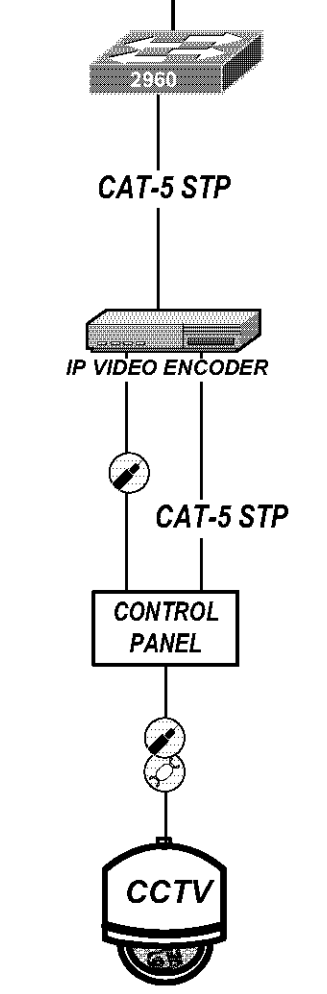 2960
CAT-5 STP
IP VIDEO ENCODER
CAT-5 STP
CONTROL
PANEL
CCTV